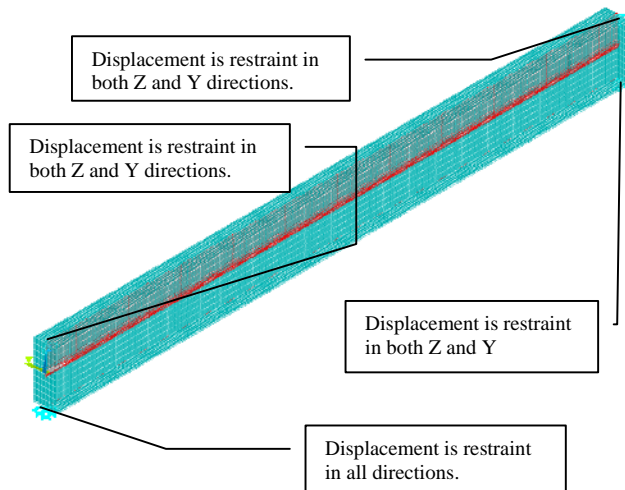 Displacement is restraint in
both Z and Y directions.
Displacement is restraint in
both Z and Y directions.
Displacement is restraint
in both Z and Y
Displacement is restraint
in all directions.